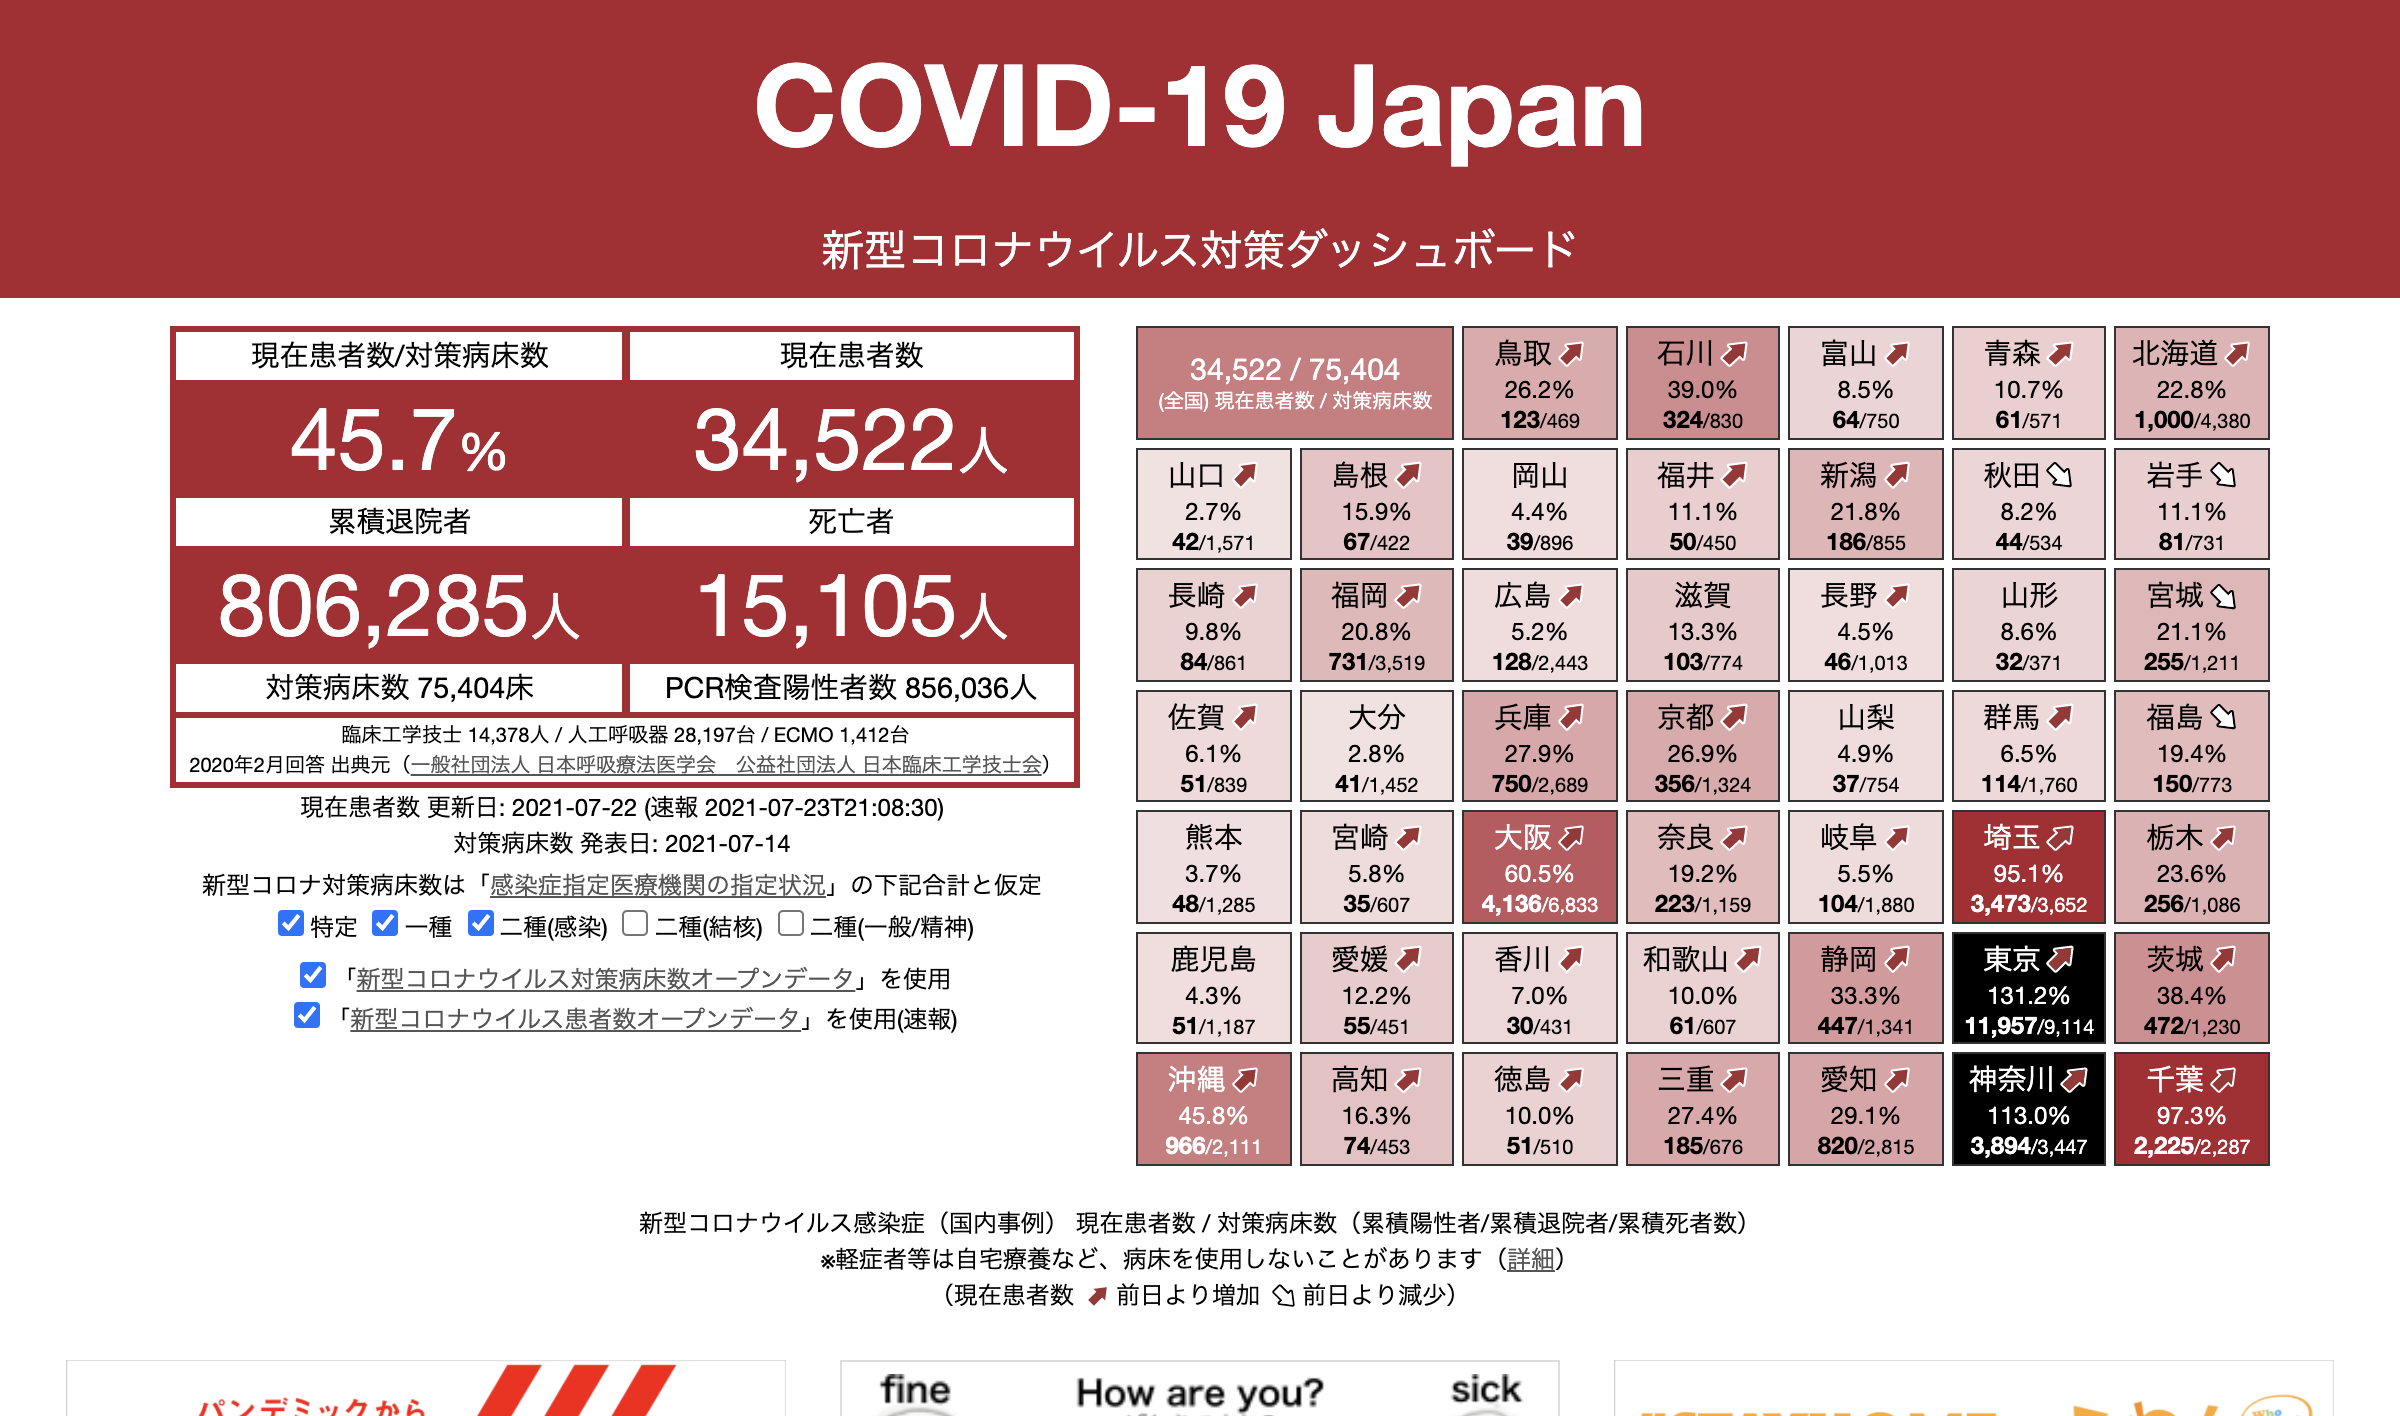 COVID-19 Japan
新型コロナウイルス対策ダッシュボード
現在患者数/対策病床数
現在患者数
45.7%
34,522人
累積退院者
死亡者
806,285人
15,105人
対策病床数 75,404床
PCR検査陽性者数 856,036人
臨床工学技士 14,378人 / 人工呼吸器 28,197台 / ECMO 1,412台
2020年2月回答 出典元（一般社団法人 日本呼吸療法医学会　公益社団法人 日本臨床工学技士会）
現在患者数 更新日: 2021-07-22 (速報 2021-07-23T21:08:30)
対策病床数 発表日: 2021-07-14
新型コロナ対策病床数は「感染症指定医療機関の指定状況」の下記合計と仮定
特定 一種 二種(感染) 二種(結核) 二種(一般/精神)
「新型コロナウイルス対策病床数オープンデータ」を使用
「新型コロナウイルス患者数オープンデータ」を使用(速報)
34,522 / 75,404
(全国) 現在患者数 / 対策病床数
鳥取
26.2%
123/469
石川
39.0%
324/830
富山
8.5%
64/750
青森
10.7%
61/571
北海道
22.8%
1,000/4,380
山口
2.7%
42/1,571
島根
15.9%
67/422
岡山
4.4%
39/896
福井
11.1%
50/450
新潟
21.8%
186/855
秋田
8.2%
44/534
岩手
11.1%
81/731
長崎
9.8%
84/861
福岡
20.8%
731/3,519
広島
5.2%
128/2,443
滋賀
13.3%
103/774
長野
4.5%
46/1,013
山形
8.6%
32/371
宮城
21.1%
255/1,211
佐賀
6.1%
51/839
大分
2.8%
41/1,452
兵庫
27.9%
750/2,689
京都
26.9%
356/1,324
山梨
4.9%
37/754
群馬
6.5%
114/1,760
福島
19.4%
150/773
熊本
3.7%
48/1,285
宮崎
5.8%
35/607
大阪
60.5%
4,136/6,833
奈良
19.2%
223/1,159
岐阜
5.5%
104/1,880
埼玉
95.1%
3,473/3,652
栃木
23.6%
256/1,086
鹿児島
4.3%
51/1,187
愛媛
12.2%
55/451
香川
7.0%
30/431
和歌山
10.0%
61/607
静岡
33.3%
447/1,341
東京
131.2%
11,957/9,114
茨城
38.4%
472/1,230
沖縄
45.8%
966/2,111
高知
16.3%
74/453
徳島
10.0%
51/510
三重
27.4%
185/676
愛知
29.1%
820/2,815
神奈川
113.0%
3,894/3,447
千葉
97.3%
2,225/2,287
新型コロナウイルス感染症（国内事例） 現在患者数 / 対策病床数（累積陽性者/累積退院者/累積死者数）
※軽症者等は自宅療養など、病床を使用しないことがあります（詳細）
（現在患者数 前日より増加 前日より減少）
パンデミックから
fine
How are you?
sick